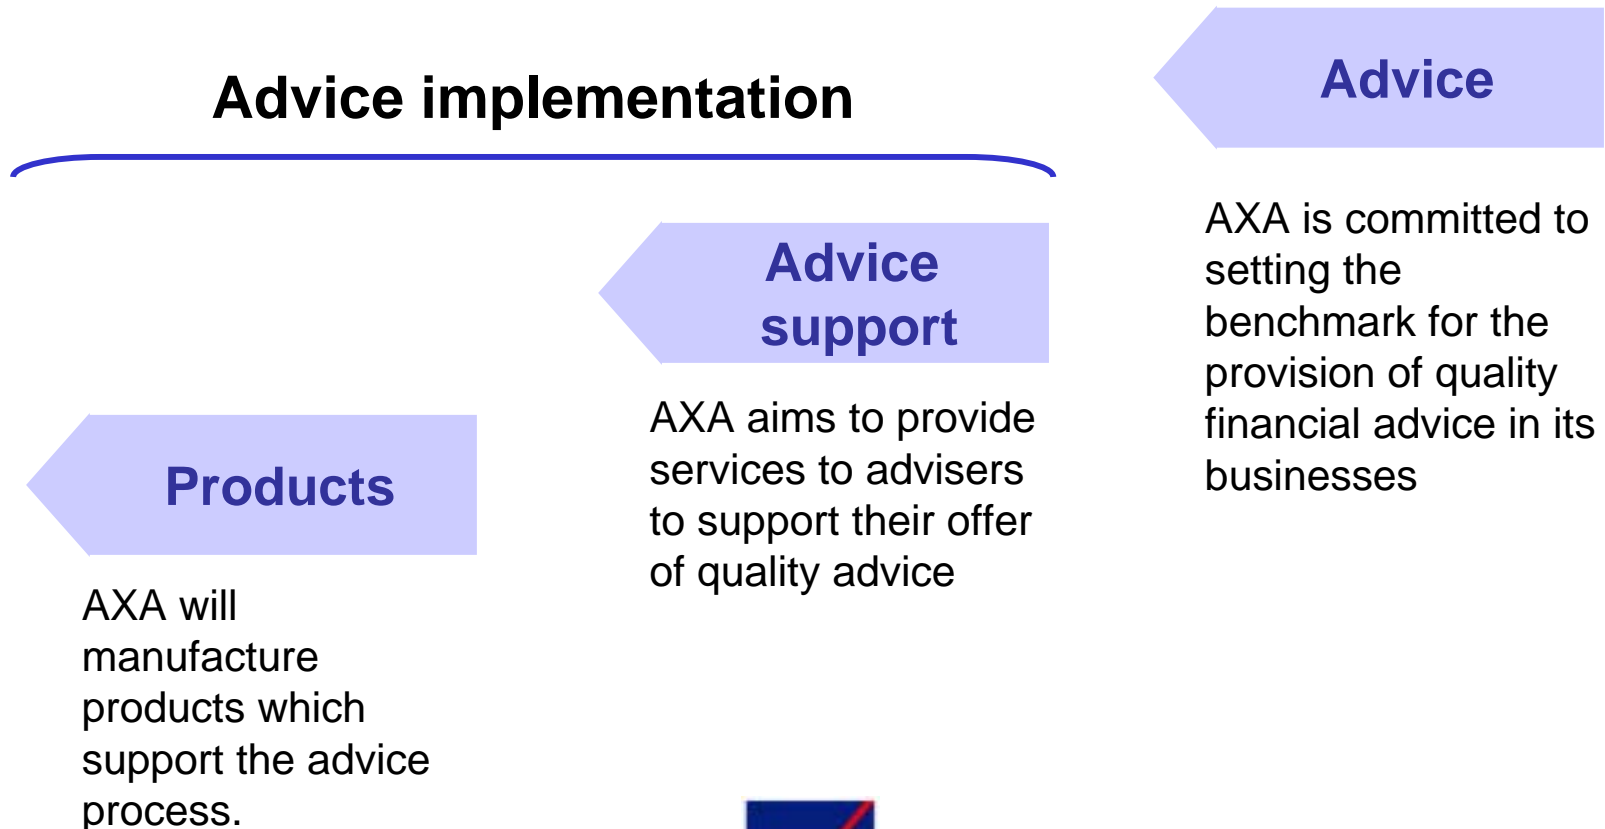 Advice implementation
Advice
AXA is committed to
setting the
benchmark for the
provision of quality
financial advice in its
businesses
Advice
support
AXA aims to provide
services to advisers
to support their offer
of quality advice
Products
AXA will
manufacture
products which
support the advice
process.